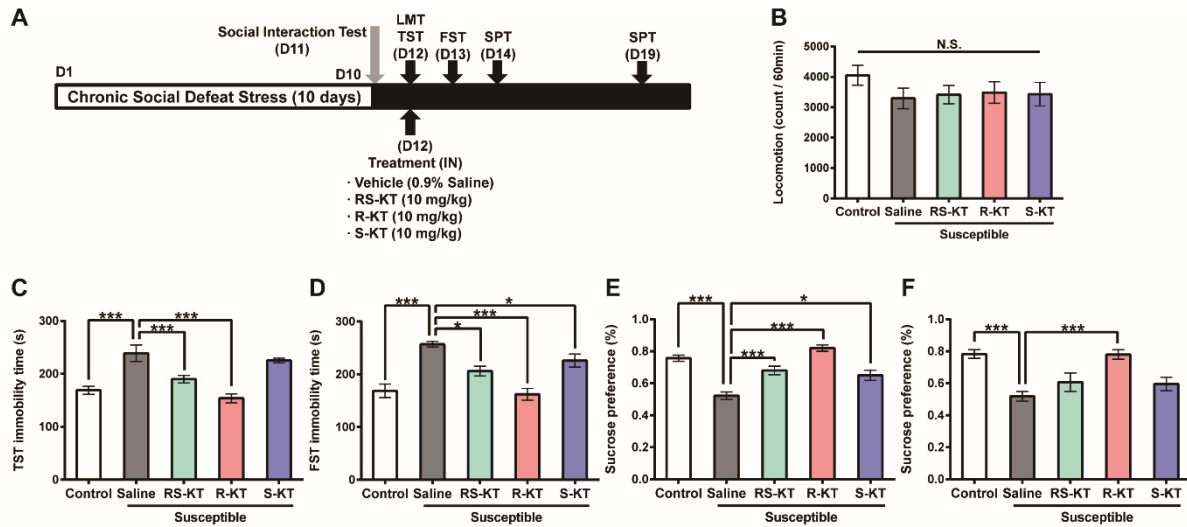 A
Social Interaction Test
(D11)
LMT
TST
(D12)
FST
(D13)
SPT
(D14)
SPT
(D19)
D1
D10
Chronic Social Defeat Stress (10 days)
(D12)
Treatment (IN)
· Vehicle (0.9% Saline)
· RS-KT (10 mg/kg)
· R-KT (10 mg/kg)
· S-KT (10 mg/kg)
B
N.S.
Locomotion (count / 60min)
6000
5000
4000
3000
2000
1000
0
Control Saline RS-KT R-KT S-KT
Susceptible
C
*** ***
***
TST immobility time (s)
300
200
100
0
Control Saline RS-KT R-KT S-KT
Susceptible
D
*** *
***
*
FST immobility time (s)
300
200
100
0
Control Saline RS-KT R-KT S-KT
Susceptible
E
*** *
***
***
Sucrose preference (%)
1.0
0.8
0.6
0.4
0.2
0.0
Control Saline RS-KT R-KT S-KT
Susceptible
F
*** ***
Sucrose preference (%)
1.0
0.8
0.6
0.4
0.2
0.0
Control Saline RS-KT R-KT S-KT
Susceptible